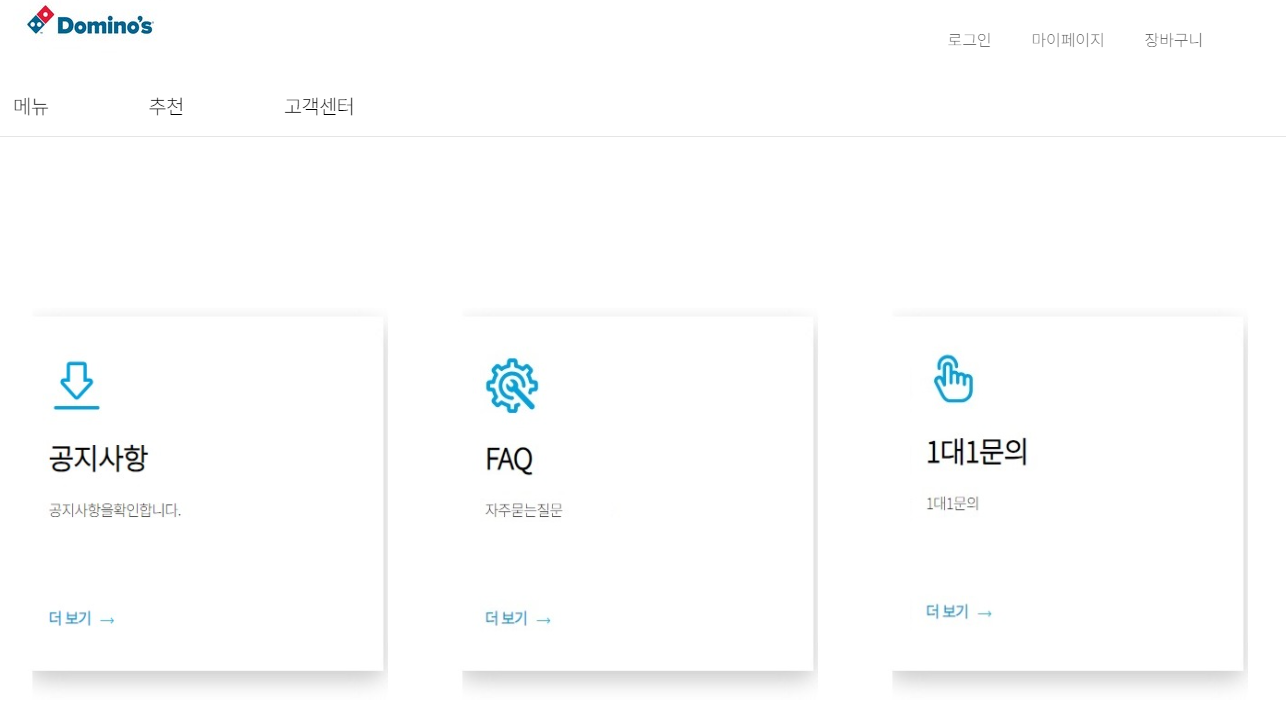 Domino's
로그인 마이페이지 장바구니
메뉴 추천 고객센터
공지사항
공지사항을확인합니다.
더 보기 →
FAQ
자주묻는질문
더 보기 →
1대1문의
1대1문의
더 보기 →